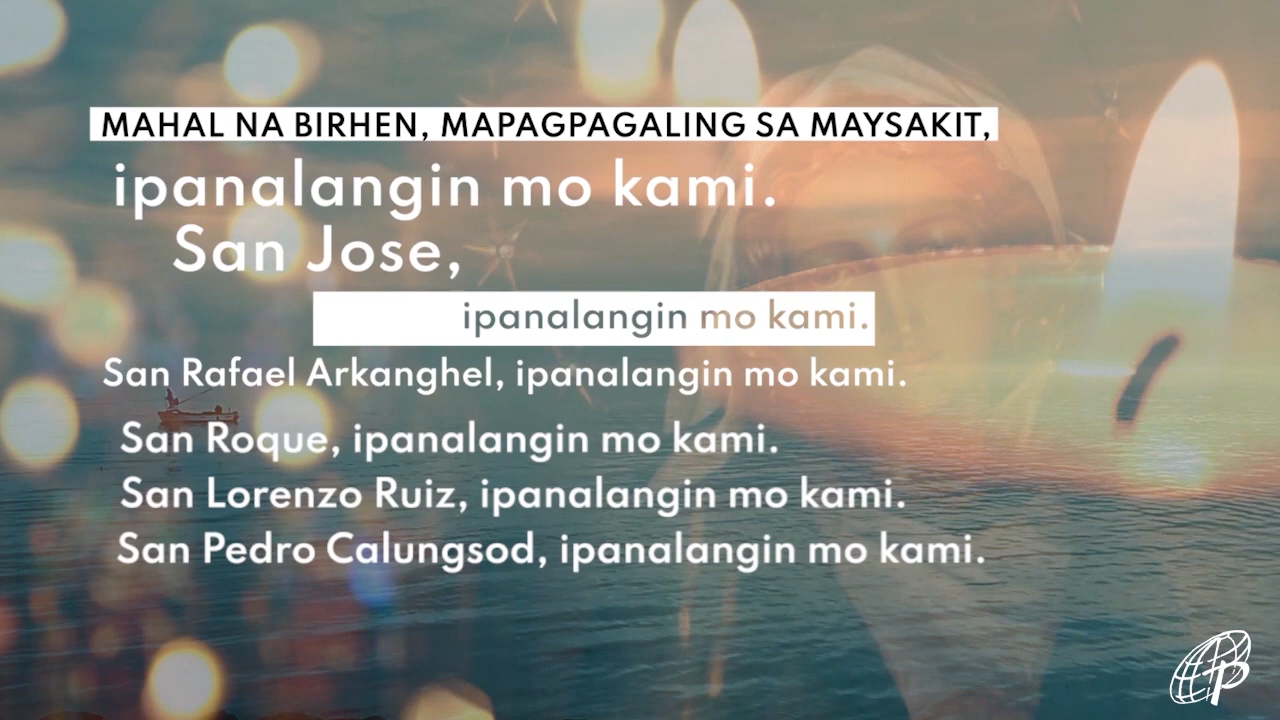 MAHAL NA BIRHEN, MAPAGPAGALING SA MAYSAKIT,
ipanalangin mo kami.
San Jose,
ipanalangin mo kami.
San Rafael Arkanghel, ipanalangin mo kami.
San Roque, ipanalangin mo kami.
San Lorenzo Ruiz, ipanalangin mo kami.
San Pedro Calungsod, ipanalangin mo kami.